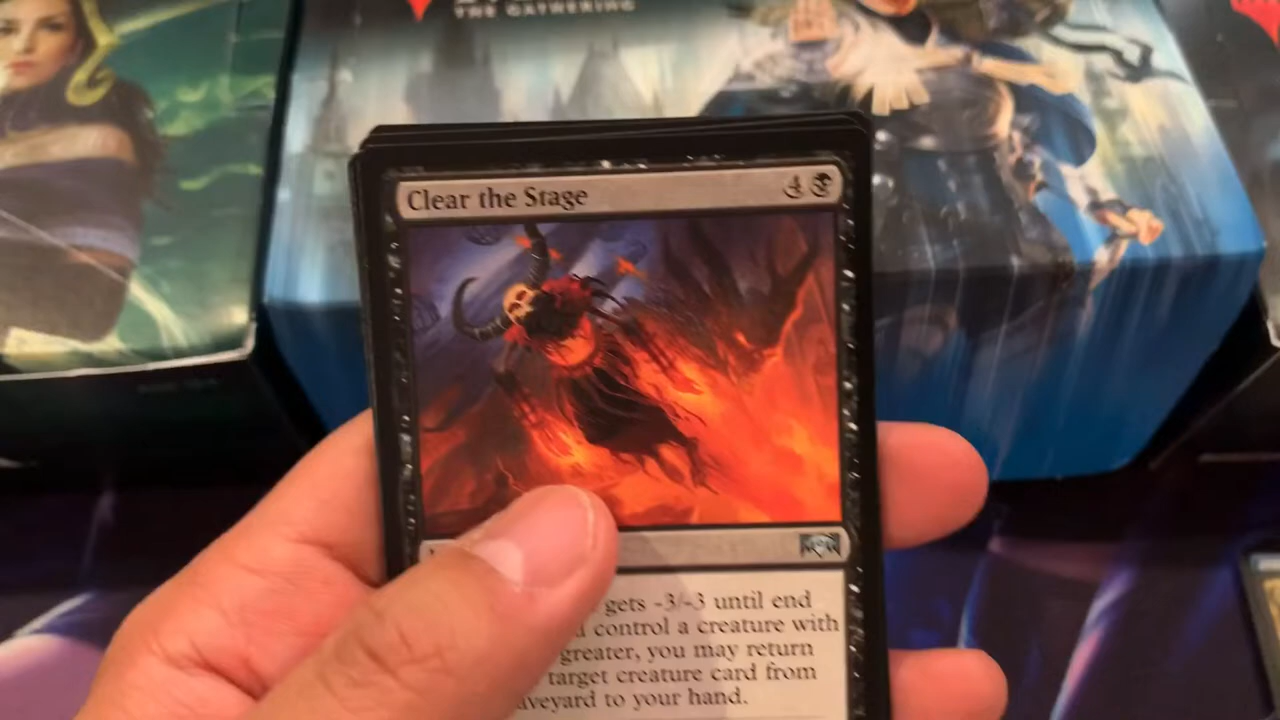 THE GATHERING
Clear the Stage
4
gets -3/-3 until end
control a creature with
greater, you may return
target creature card from
to your hand.